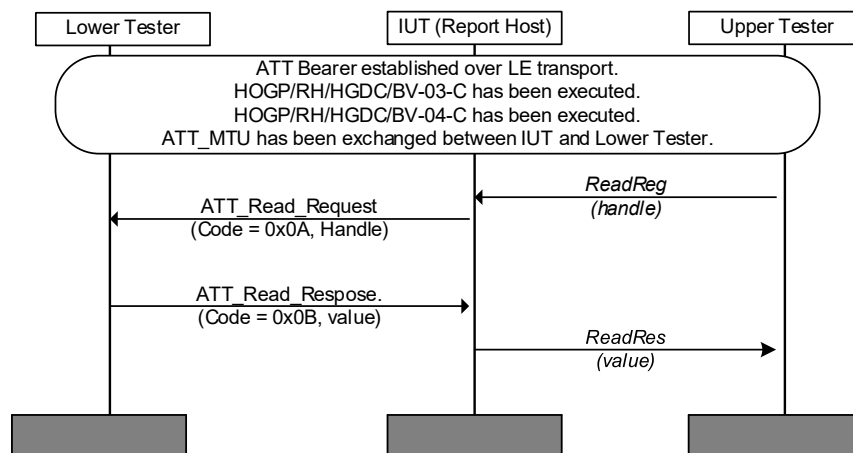 Lower Tester
IUT (Report Host)
Upper Tester
ATT Bearer established over LE transport.
HOGP/RH/HGDC/BV-03-C has been executed.
HOGP/RH/HGDC/BV-04-C has been executed.
ATT_MTU has been exchanged between IUT and Lower Tester.
ReadReg
(handle)
ATT_Read_Request
(Code = 0x0A, Handle)
ATT_Read_Respose.
(Code = 0x0B, value)
ReadRes
(value)